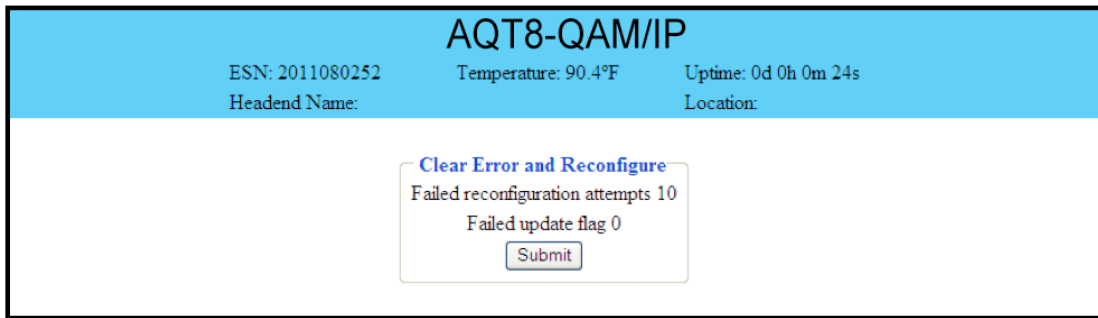 AQT8-QAM/IP
ESN: 2011080252 Temperature: 90.4°F Uptime: 0d 0h 0m 24s
Headend Name: Location:
Clear Error and Reconfigure
Failed reconfiguration attempts 10
Failed update flag 0
Submit